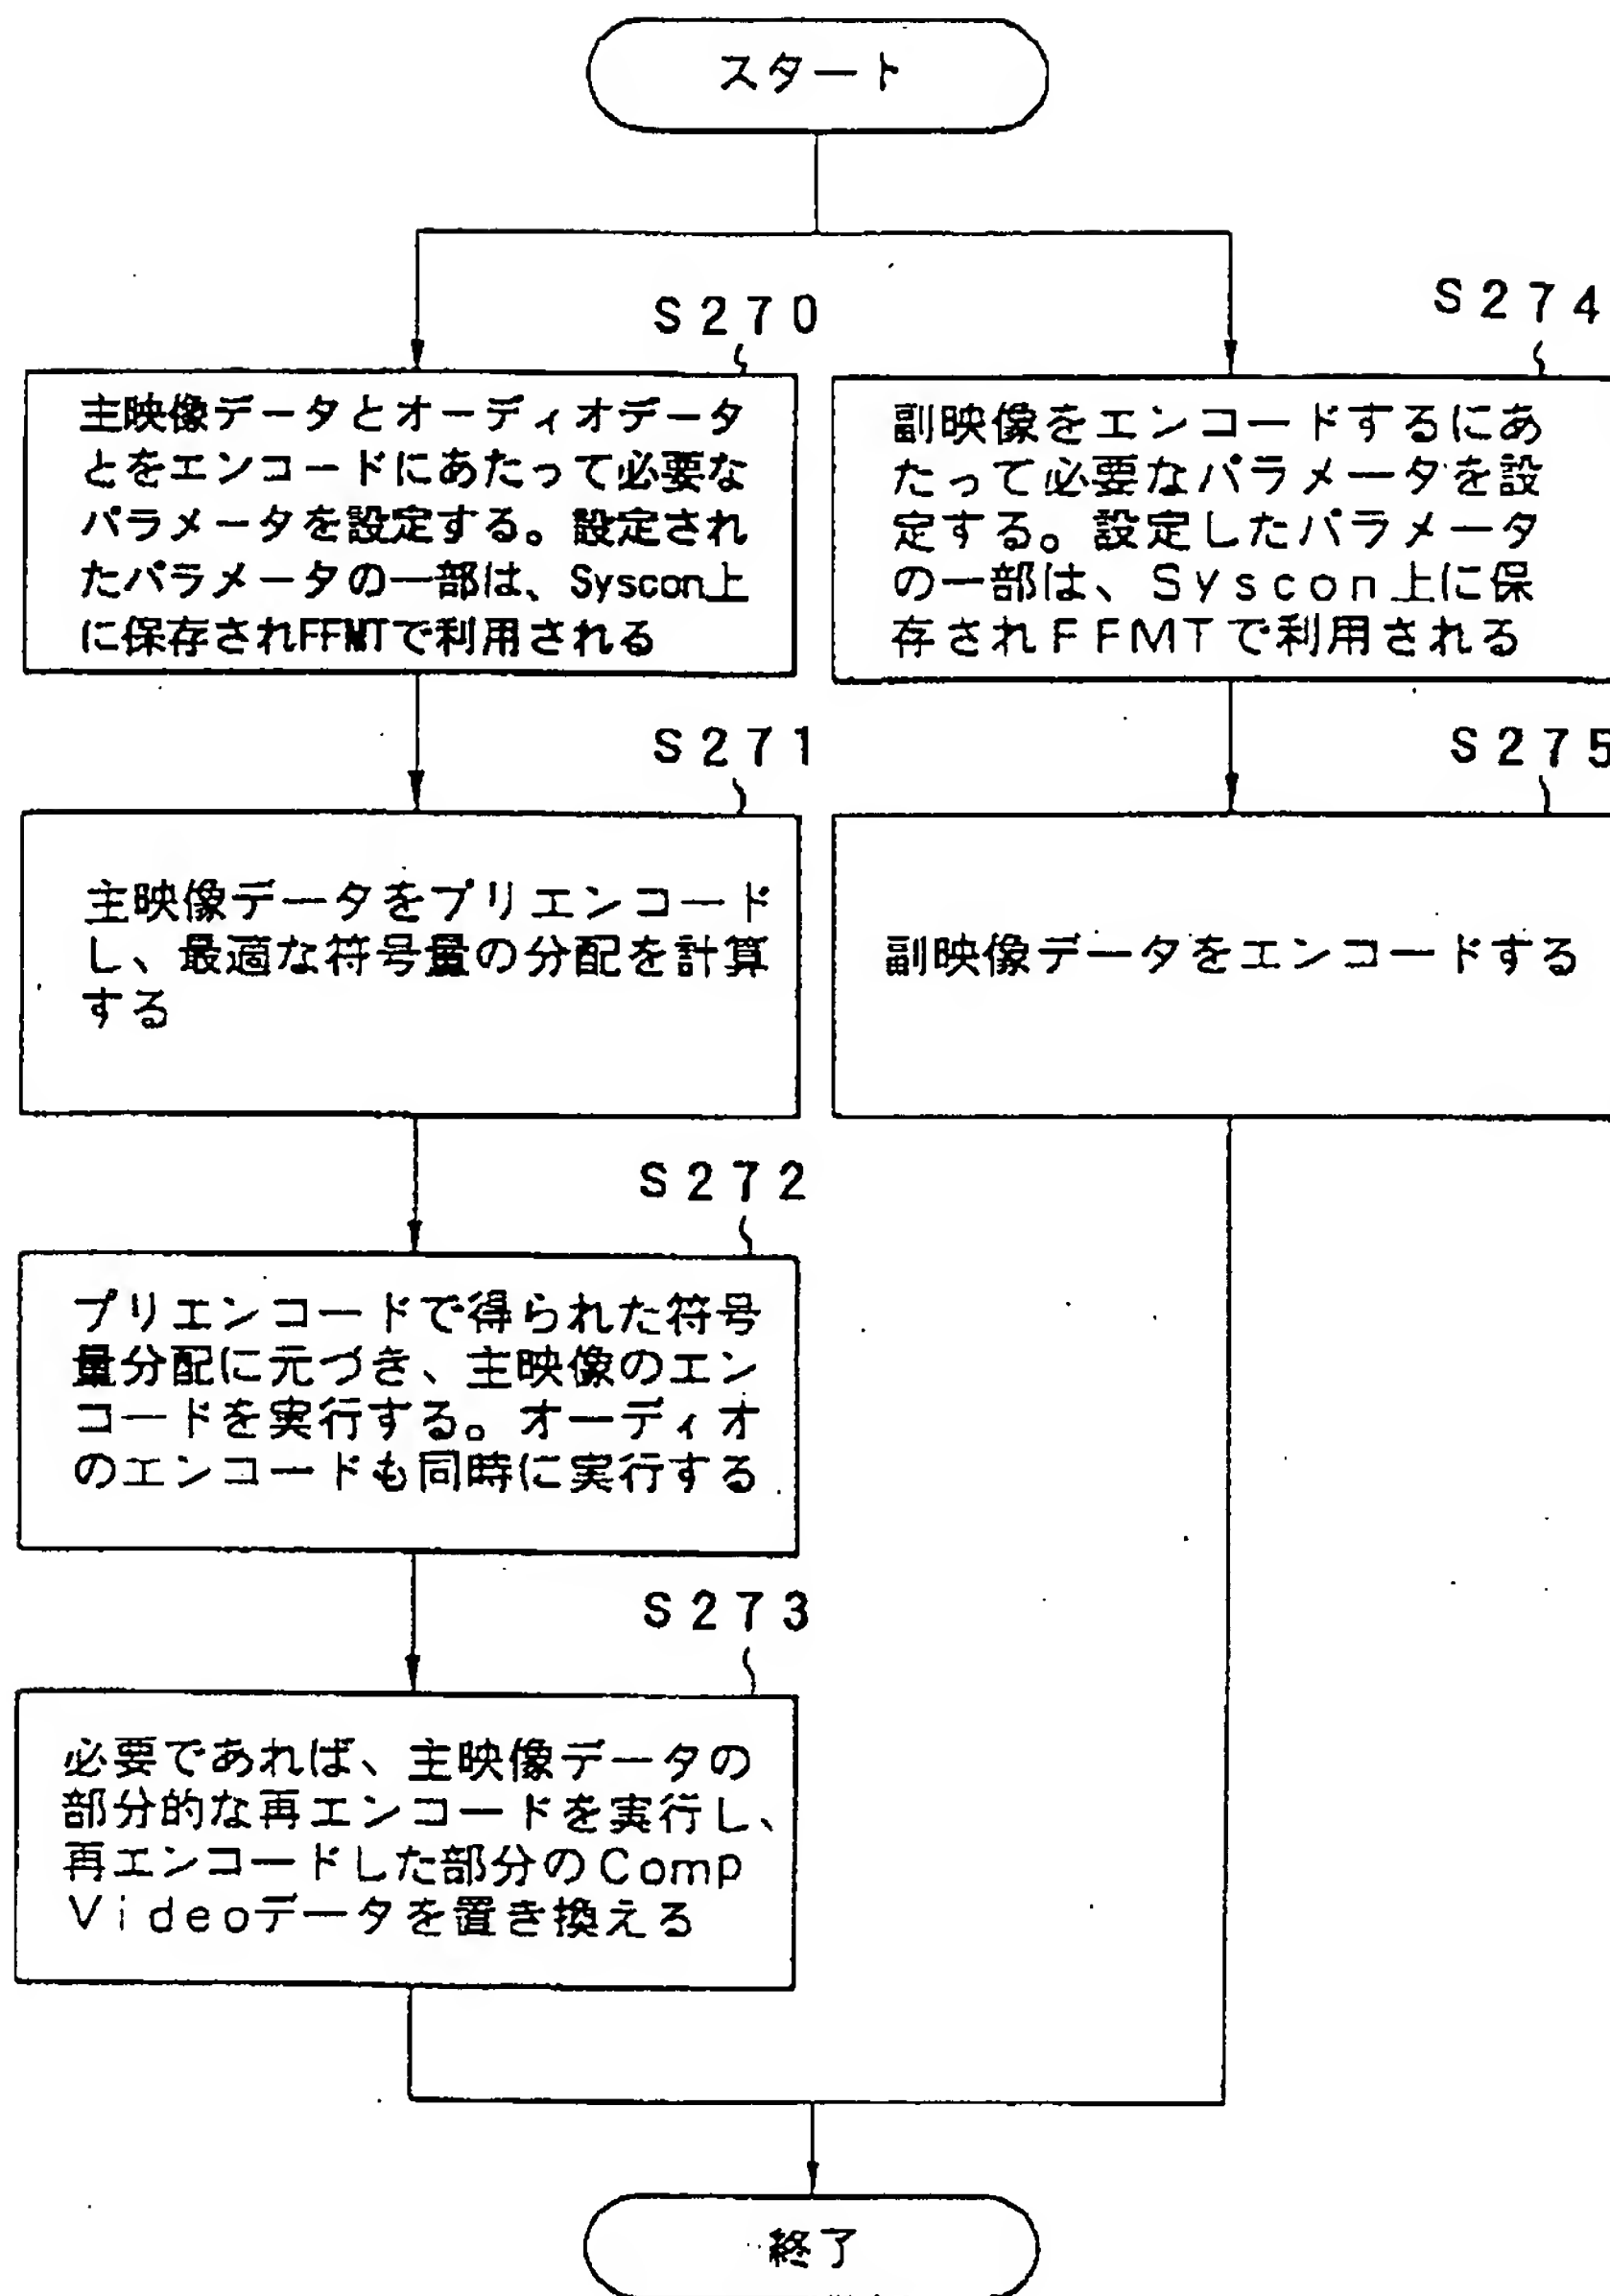 スタート
S270
主映像データとオーディオデータ
とをエンコードにあたって必要な
パラメータを設定する。設定され
たパラメータの一部は、Syscon上
に保存されFFMTで利用される
S271
主映像データをプリエンコード
し、最適な符号量の分配を計算
する
S272
プリエンコードで得られた符号
量分配に元づき、主映像のエン
コードを実行する。オーディオ
のエンコードも同時に実行する
S273
必要であれば、主映像データの
部分的な再エンコードを実行し、
再エンコードした部分のComp
Videoデータを置き換える
S274
副映像をエンコードするにあ
たって必要なパラメータを設
定する。設定したパラメータ
の一部は、Syscon上に保
存されFFMTで利用される
S275
副映像データをエンコードする
終了